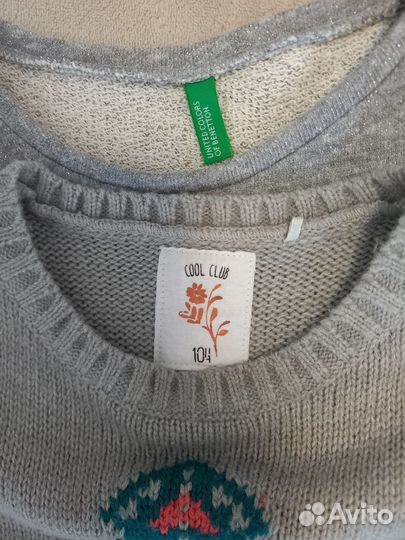 UNITED COLORS
OF BENETTON.
COOL CLUB
104
Avito